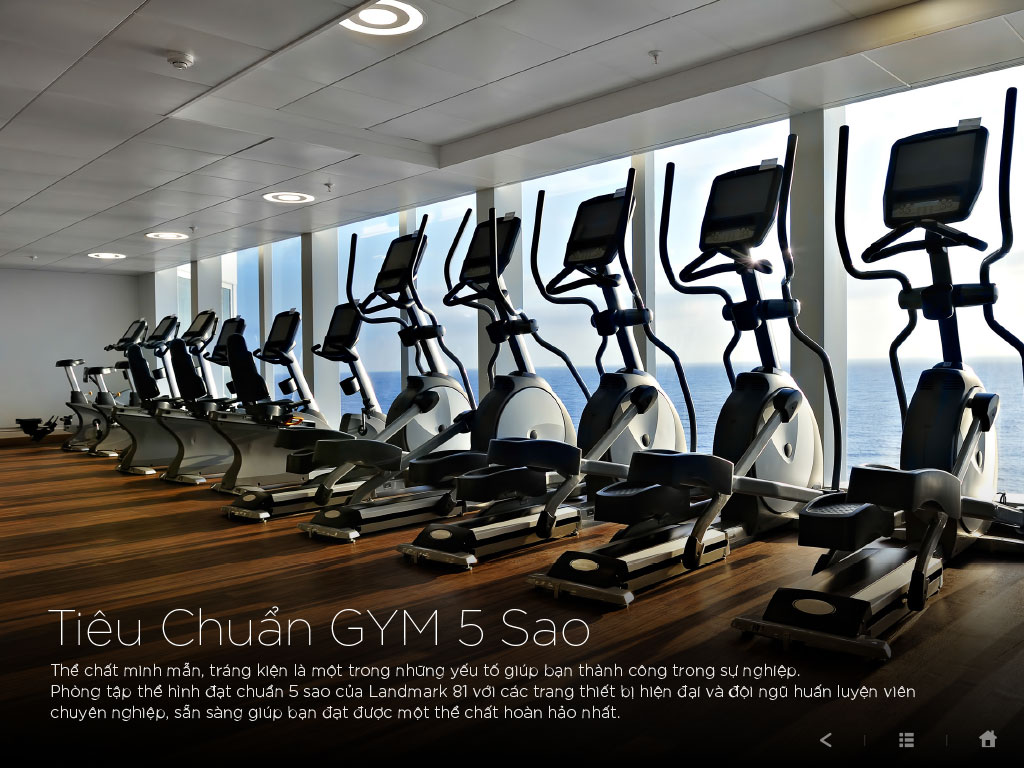 Tiêu Chuẩn GYM 5 Sao
Thể chất minh mẫn, tráng kiện là một trong những yếu tố giúp bạn thành công trong sự nghiệp.
Phòng tập thể hình đạt chuẩn 5 sao của Landmark 81 với các trang thiết bị hiện đại và đội ngũ huấn luyện viên
chuyên nghiệp, sẵn sàng giúp bạn đạt được một thể chất hoàn hảo nhất.